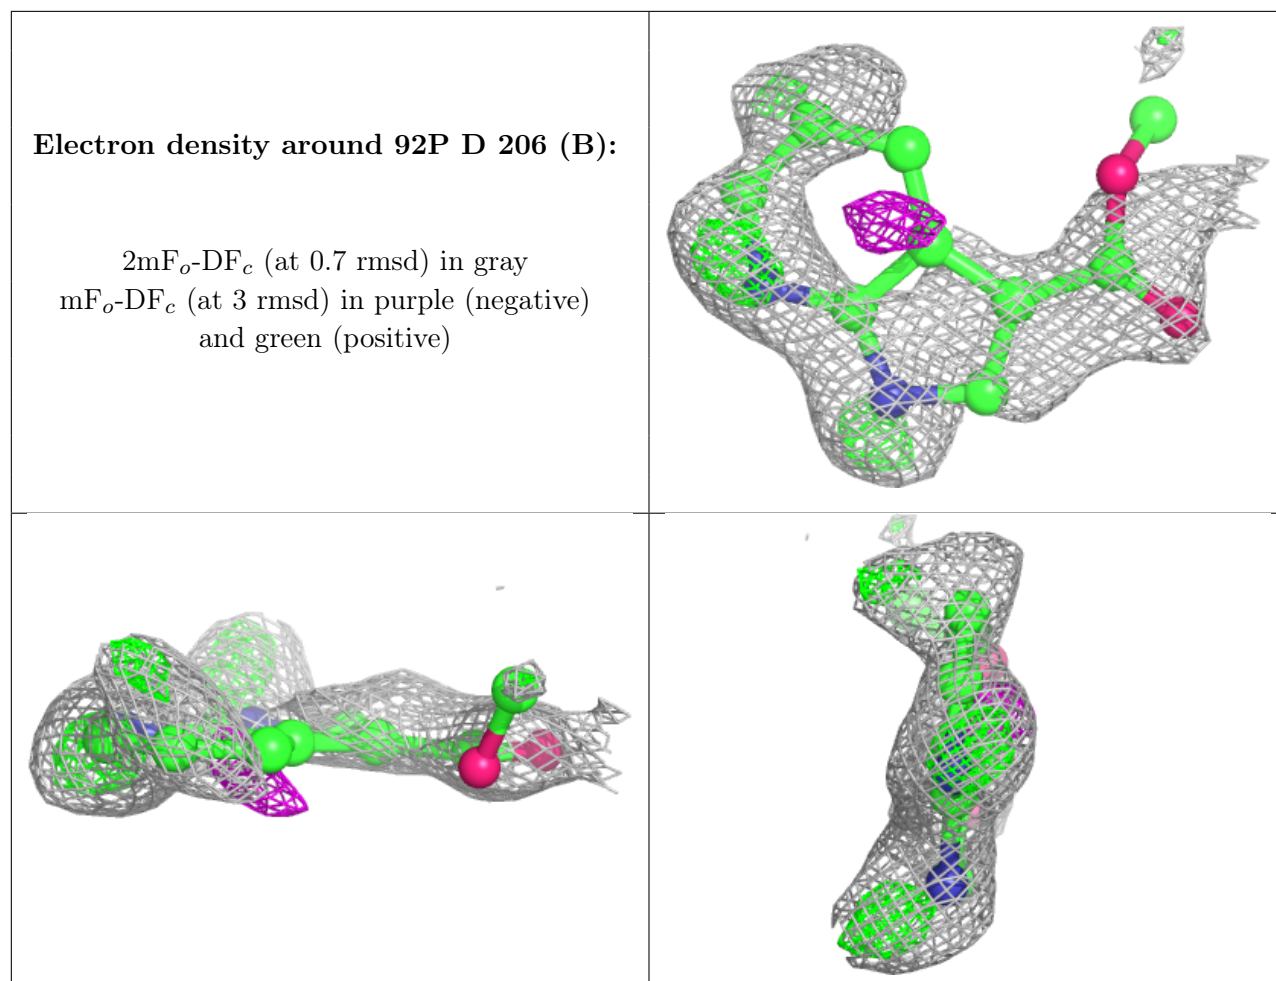 Electron density around 92P D 206 (B):
2mFₒ-DF𝒸 (at 0.7 rmsd) in gray
mFₒ-DF𝒸 (at 3 rmsd) in purple (negative)
and green (positive)